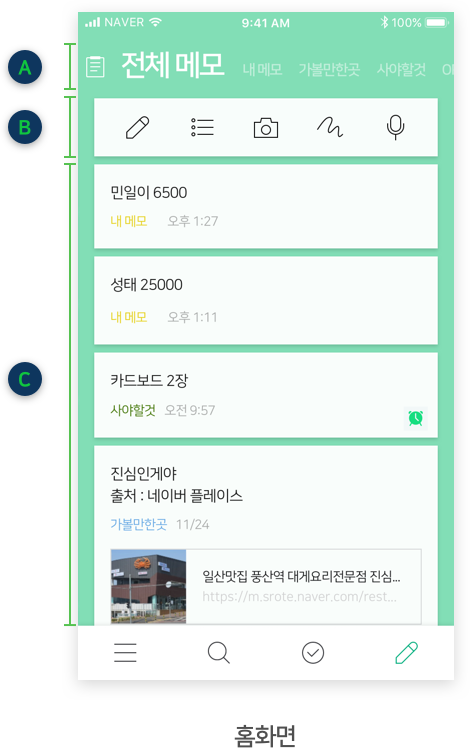 NAVER 9:41 AM 100%
A
전체 메모 내 메모 가볼만한곳 사야할것
B
민일이 6500
내 메모 오후 1:27
성태 25000
내 메모 오후 1:11
C
카드보드 2장
사야할것 오전 9:57
진심인게야
출처 : 네이버 플레이스
가볼만한곳 11/24
일산맛집 풍산역 대게요리전문점 진심...
https://m.srote.naver.com/rest...
홈화면